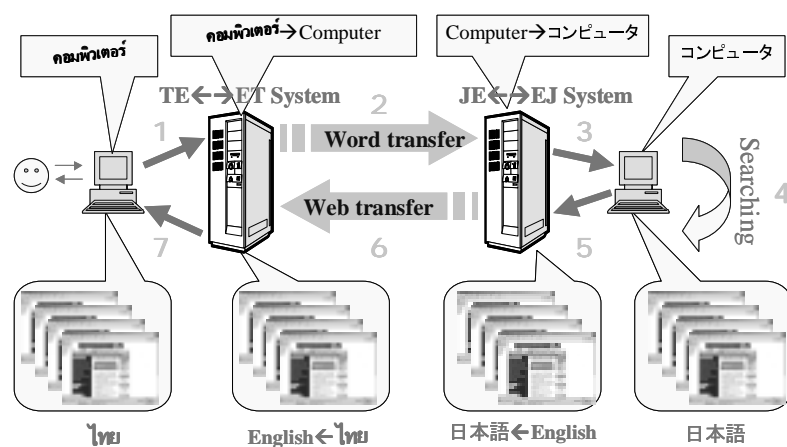 คอมพิวเตอร์
คอมพิวเตอร์→Computer
Computer→コンピュータ
コンピュータ
TE←→ET System
JE←→EJ System
1
2
3
Word transfer
Searching
4
Web transfer
7
6
5
ไทย
English←ไทย
日本語←English
日本語